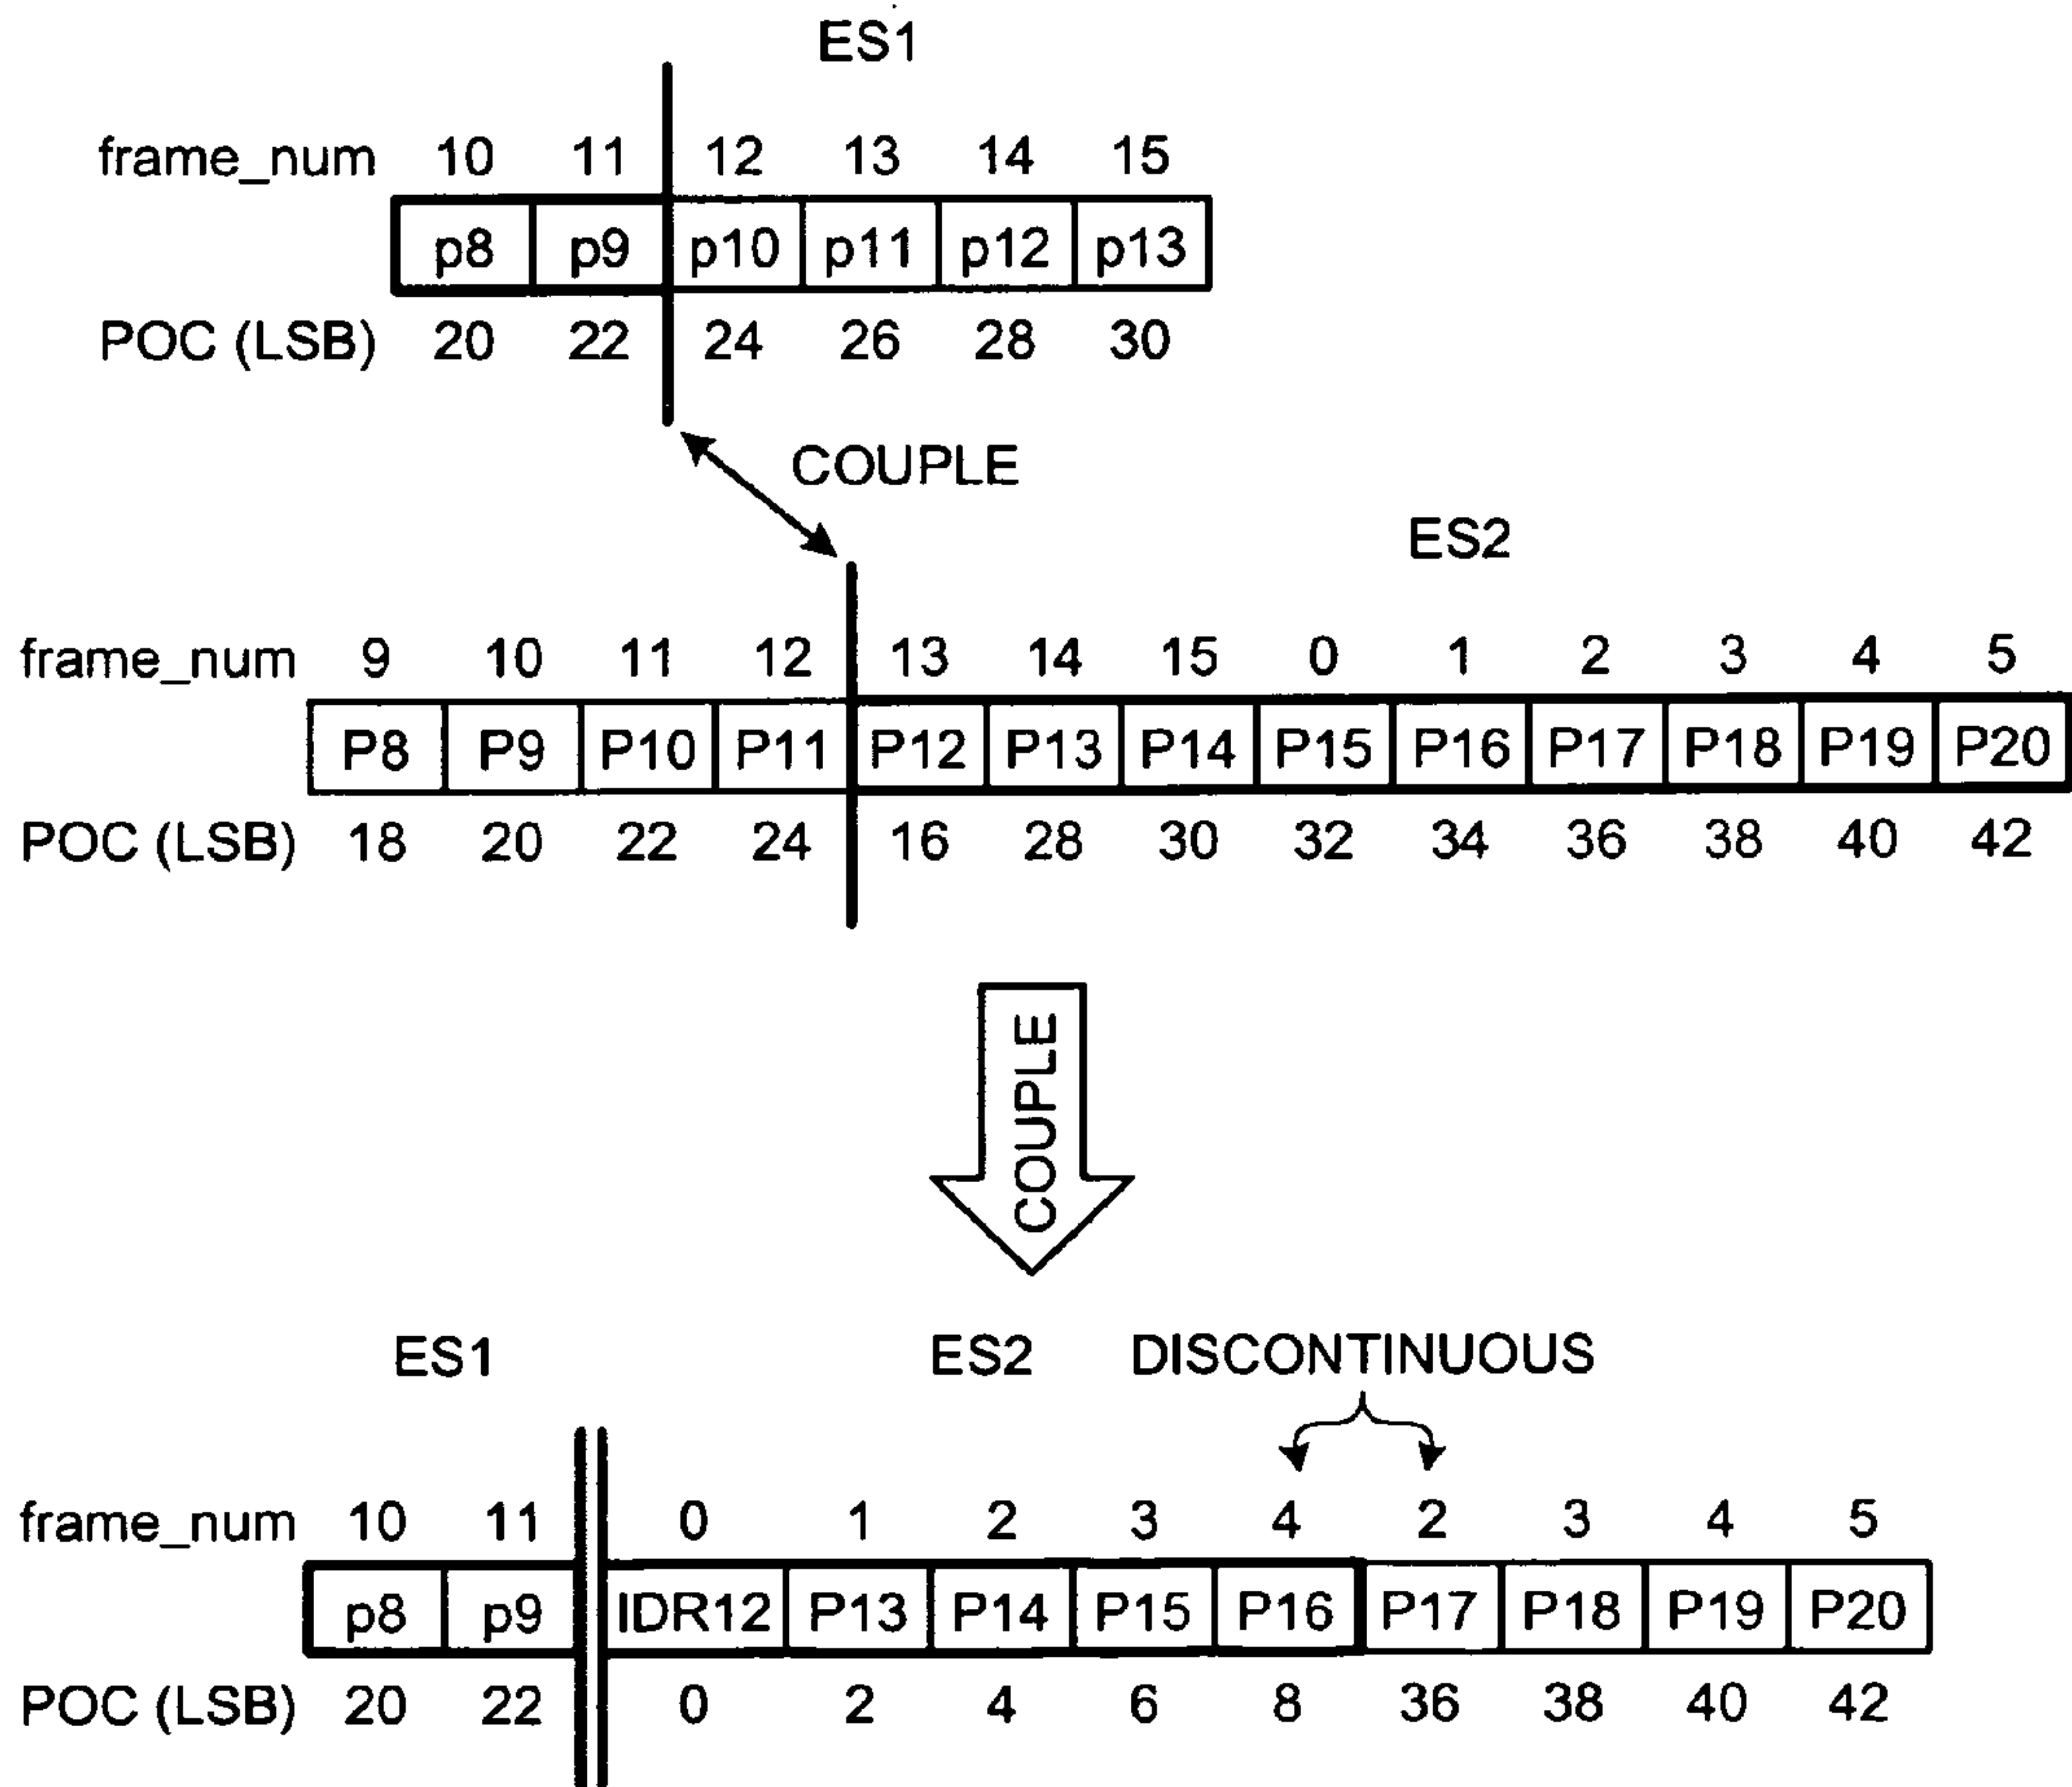 ES1
frame_num 10 11 12 13 14 15
p8 p9 p10 p11 p12 p13
POC (LSB) 20 22 24 26 28 30
COUPLE
ES2
frame_num 9 10 11 12 13 14 15 0 1 2 3 4 5
P8 P9 P10 P11 P12 P13 P14 P15 P16 P17 P18 P19 P20
POC (LSB) 18 20 22 24 16 28 30 32 34 36 38 40 42
COUPLE
ES1 ES2 DISCONTINUOUS
frame_num 10 11 0 1 2 3 4 2 3 4 5
p8 p9 IDR12 P13 P14 P15 P16 P17 P18 P19 P20
POC (LSB) 20 22 0 2 4 6 8 36 38 40 42